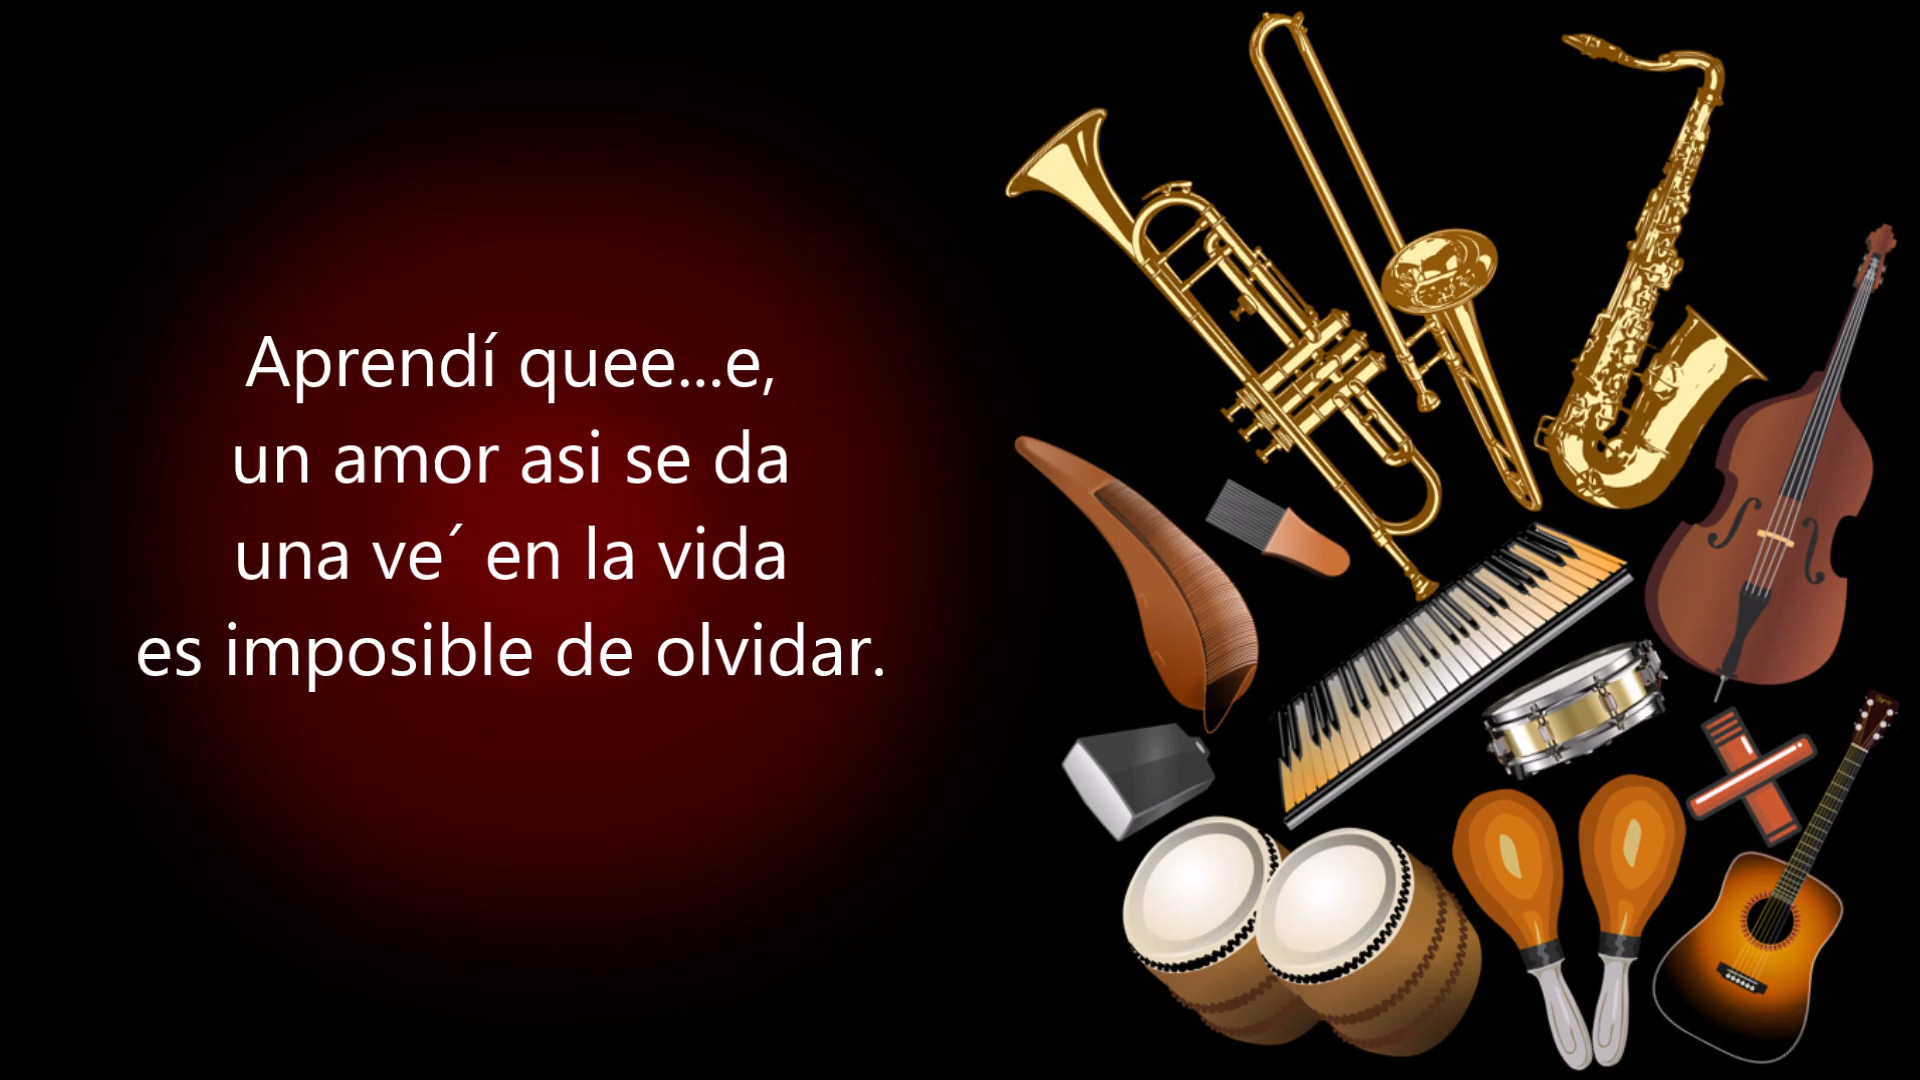 Aprendí quee...e,
un amor asi se da
una ve´ en la vida
es imposible de olvidar.